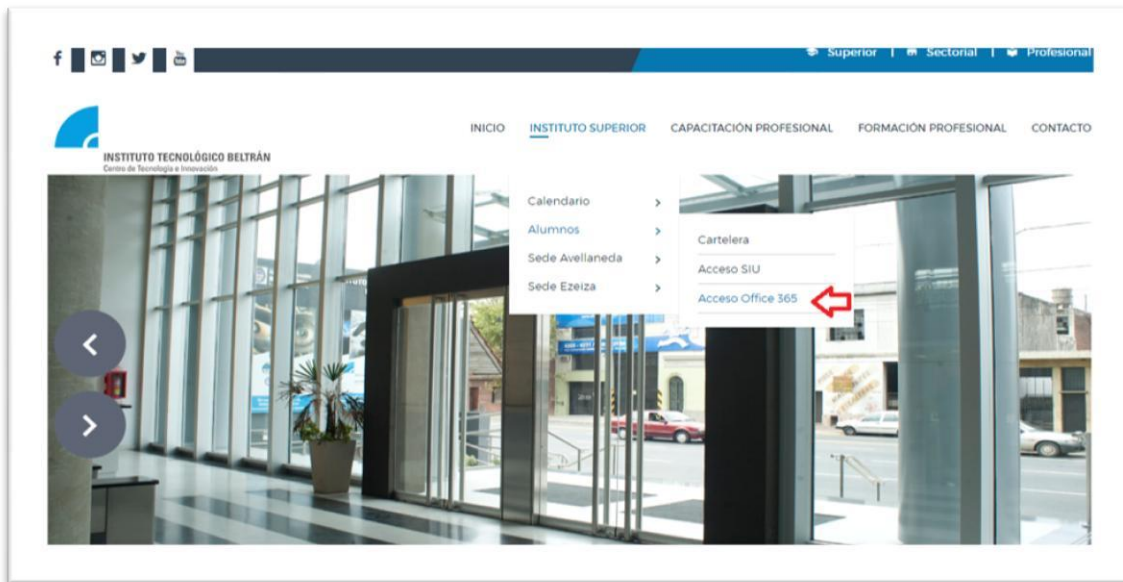 Superior | Sectorial | Profesional
INICIO INSTITUTO SUPERIOR CAPACITACIÓN PROFESIONAL FORMACIÓN PROFESIONAL CONTACTO
INSTITUTO TECNOLÓGICO BELTRÁN
Centro de Tecnología e Innovación
Calendario
Alumnos
Sede Avellaneda
Sede Ezeiza
Cartelera
Acceso SIU
Acceso Office 365